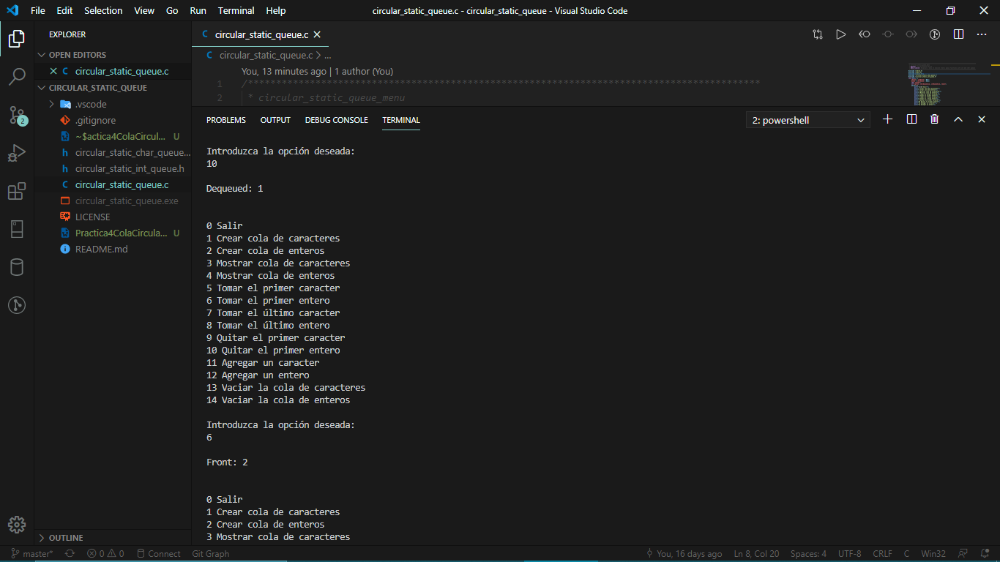 File Edit Selection View Go Run Terminal Help
circular_static_queue.c - circular_static_queue - Visual Studio Code
EXPLORER
OPEN EDITORS
circular_static_queue.c
CIRCULAR_STATIC_QUEUE
.vscode
.gitignore
~$actica4ColaCircul... U
circular_static_char_queue...
circular_static_int_queue.h
circular_static_queue.c
circular_static_queue.exe
LICENSE
Practica4ColaCircula... U
README.md
OUTLINE
2
circular_static_queue.c
circular_static_queue.c > ...
You, 13 minutes ago | 1 author (You)
2 * circular_static_queue_menu
PROBLEMS OUTPUT DEBUG CONSOLE TERMINAL
2: powershell
Introduzca la opción deseada:
10
Dequeued: 1
0 Salir
1 Crear cola de caracteres
2 Crear cola de enteros
3 Mostrar cola de caracteres
4 Mostrar cola de enteros
5 Tomar el primer caracter
6 Tomar el primer entero
7 Tomar el último caracter
8 Tomar el último entero
9 Quitar el primer caracter
10 Quitar el primer entero
11 Agregar un caracter
12 Agregar un entero
13 Vaciar la cola de caracteres
14 Vaciar la cola de enteros
Introduzca la opción deseada:
6
Front: 2
0 Salir
1 Crear cola de caracteres
2 Crear cola de enteros
3 Mostrar cola de caracteres
master* 0 0 Connect Git Graph
You, 16 days ago Ln 8, Col 20 Spaces: 4 UTF-8 CRLF C Win32